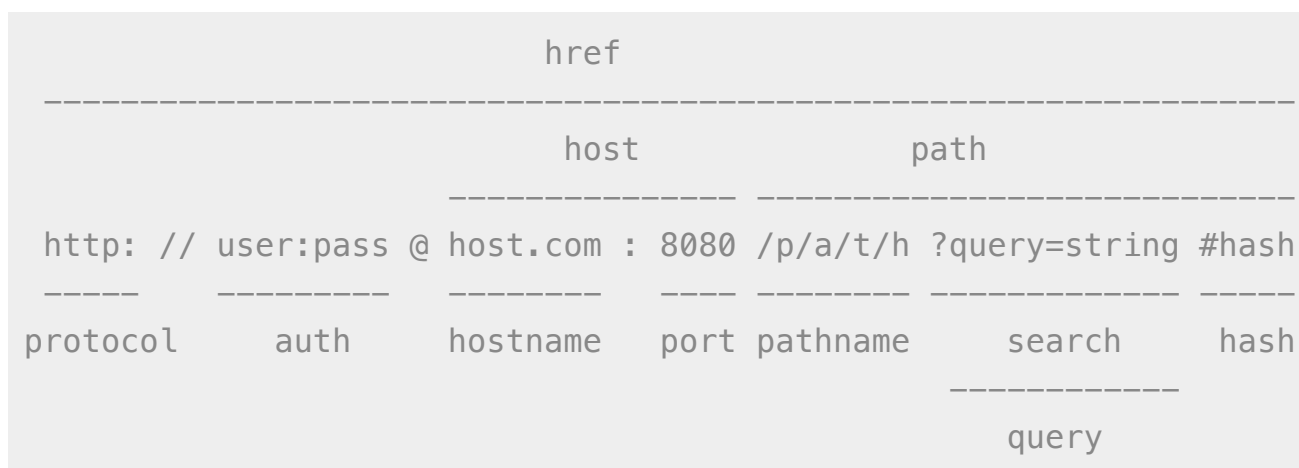 href
-----------------------------------------------------------------
host path
--------------- ----------------------------
http: // user:pass @ host.com : 8080 /p/a/t/h ?query=string #hash
----- --------- -------- ---- -------- ------------- -----
protocol auth hostname port pathname search hash
------------
query